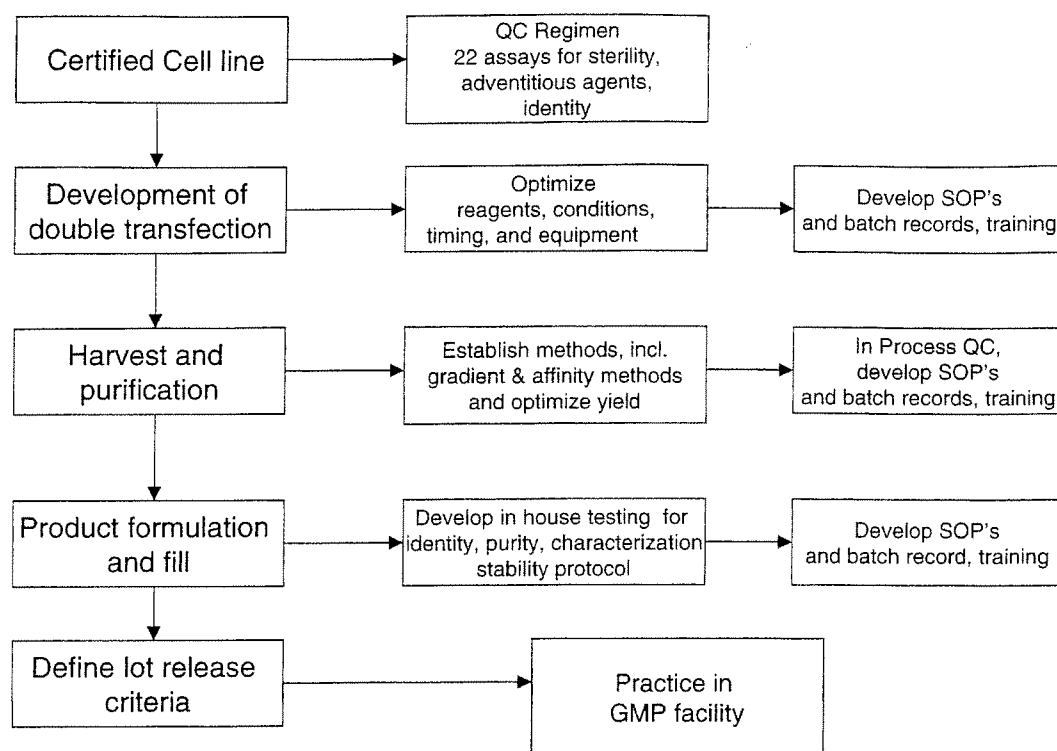 Certified Cell line
QC Regimen
22 assays for sterility,
adventitious agents,
identity
Development of
double transfection
Optimize
reagents, conditions,
timing, and equipment
Develop SOP's
and batch records, training
Harvest and
purification
Establish methods, incl.
gradient & affinity methods
and optimize yield
In Process QC,
develop SOP's
and batch records, training
Product formulation
and fill
Develop in house testing for
identity, purity, characterization
stability protocol
Develop SOP's
and batch record, training
Define lot release
criteria
Practice in
GMP facility